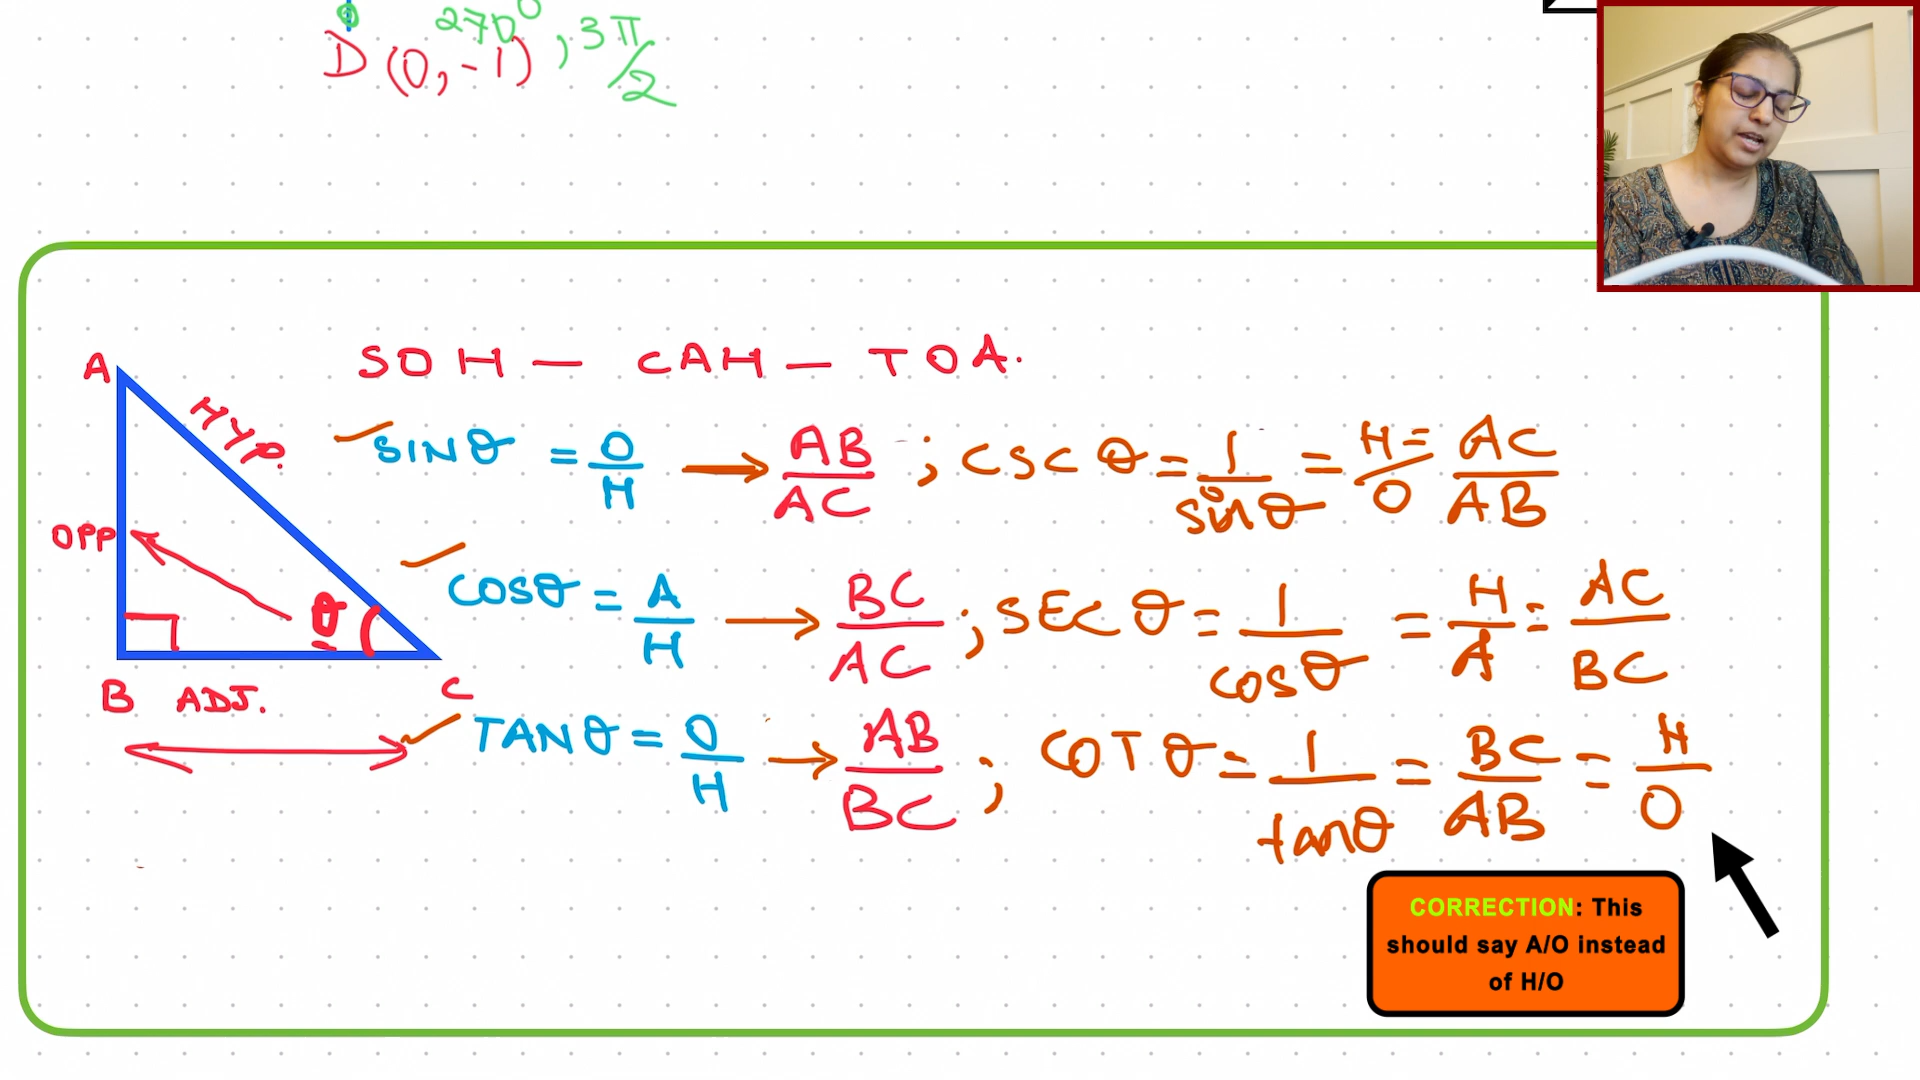 270°, 3π/2
D (0, -1)
SOH — CAH — TOA.
A
HYP.
OPP
θ
B ADJ. C
SINθ = O/H → AB/AC ; CSC θ = 1/sinθ = H/O = AC/AB
COSθ = A/H → BC/AC ; SEC θ = 1/cosθ = H/A = AC/BC
TANθ = O/H → AB/BC ; COT θ = 1/tanθ = BC/AB = H/O
CORRECTION: This
should say A/O instead
of H/O